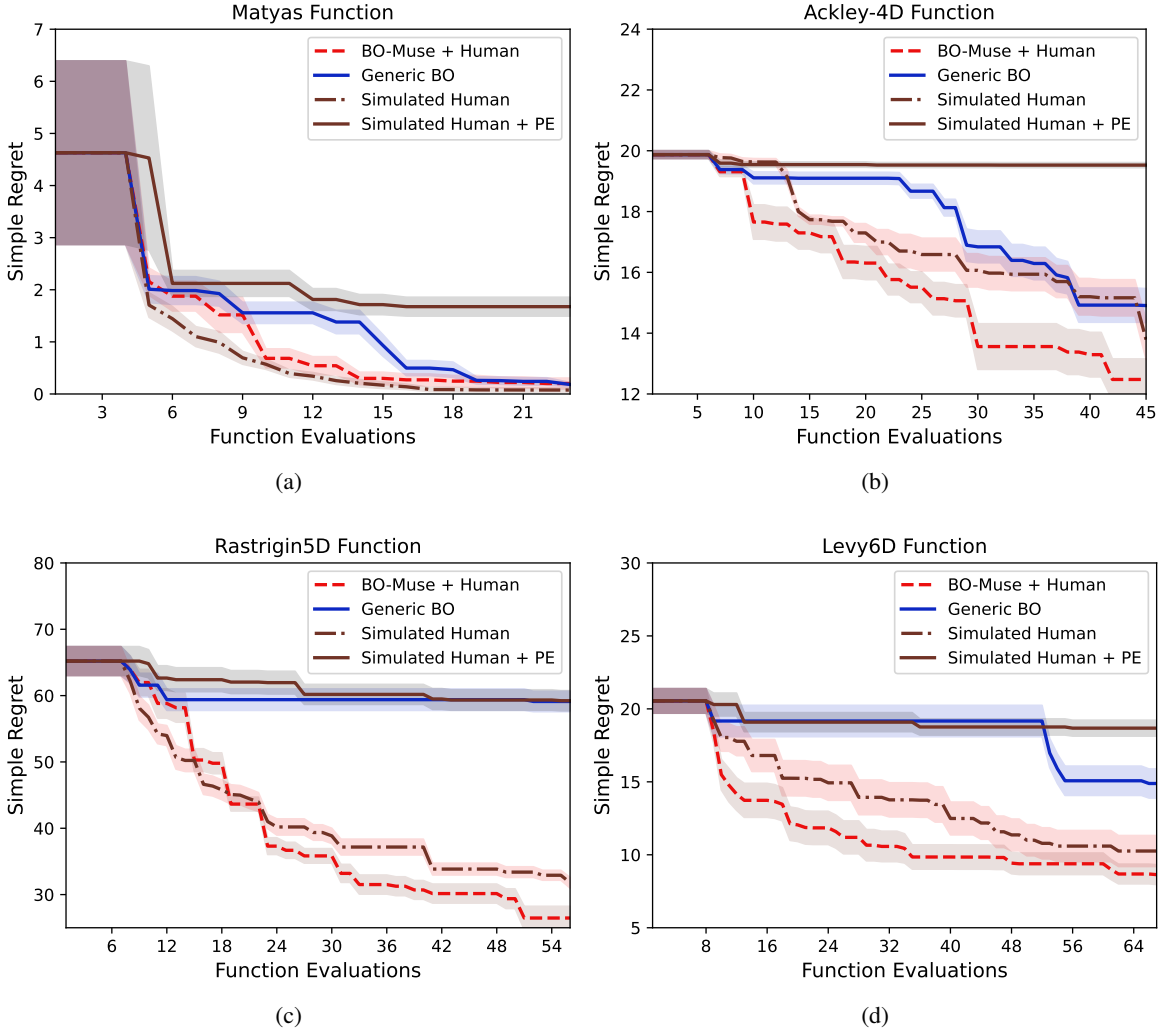 Matyas Function
7
6
5
4
3
2
1
0
Simple Regret
BO-Muse + Human
Generic BO
Simulated Human
Simulated Human + PE
3 6 9 12 15 18 21
Function Evaluations
(a)
Ackley-4D Function
24
22
20
18
16
14
12
Simple Regret
BO-Muse + Human
Generic BO
Simulated Human
Simulated Human + PE
5 10 15 20 25 30 35 40 45
Function Evaluations
(b)
Rastrigin5D Function
80
70
60
50
40
30
Simple Regret
BO-Muse + Human
Generic BO
Simulated Human
Simulated Human + PE
6 12 18 24 30 36 42 48 54
Function Evaluations
(c)
Levy6D Function
30
25
20
15
10
5
Simple Regret
BO-Muse + Human
Generic BO
Simulated Human
Simulated Human + PE
8 16 24 32 40 48 56 64
Function Evaluations
(d)